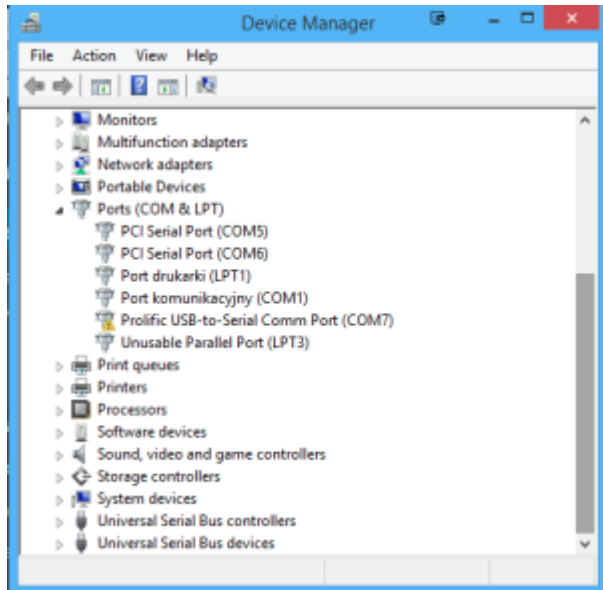 Device Manager
File Action View Help
Monitors
Multifunction adapters
Network adapters
Portable Devices
Ports (COM & LPT)
PCI Serial Port (COM5)
PCI Serial Port (COM6)
Port drukarki (LPT1)
Port komunikacyjny (COM1)
Prolific USB-to-Serial Comm Port (COM7)
Unusable Parallel Port (LPT3)
Print queues
Printers
Processors
Software devices
Sound, video and game controllers
Storage controllers
System devices
Universal Serial Bus controllers
Universal Serial Bus devices